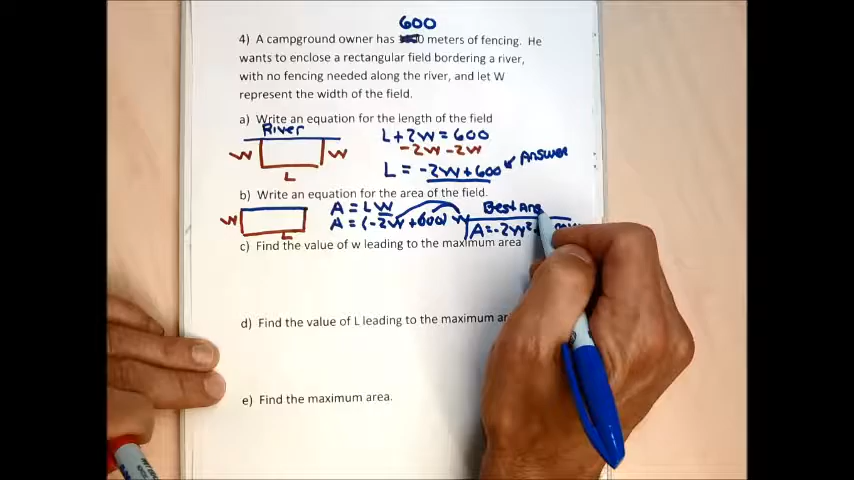 600
4) A campground owner has 0 meters of fencing. He
wants to enclose a rectangular field bordering a river,
with no fencing needed along the river, and let W
represent the width of the field.
a) Write an equation for the length of the field
River
L+2W=600
W W -2W -2W
L
L = -2W+600 Answer
b) Write an equation for the area of the field.
A = LW Best Ans
W
A = (-2W+600)W A=-2W²
L
c) Find the value of w leading to the maximum area
d) Find the value of L leading to the maximum
e) Find the maximum area.